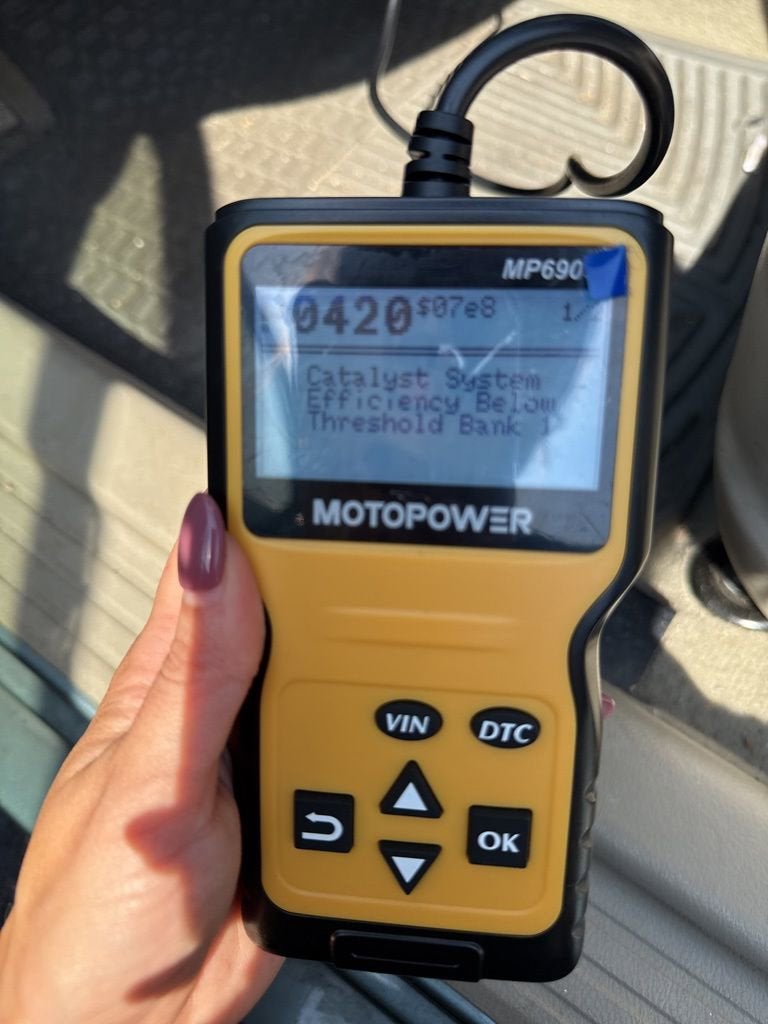 MP690
0420 $07e8 1
Catalyst System
Efficiency Below
Threshold Bank 1
MOTOPOWER
VIN DTC
OK